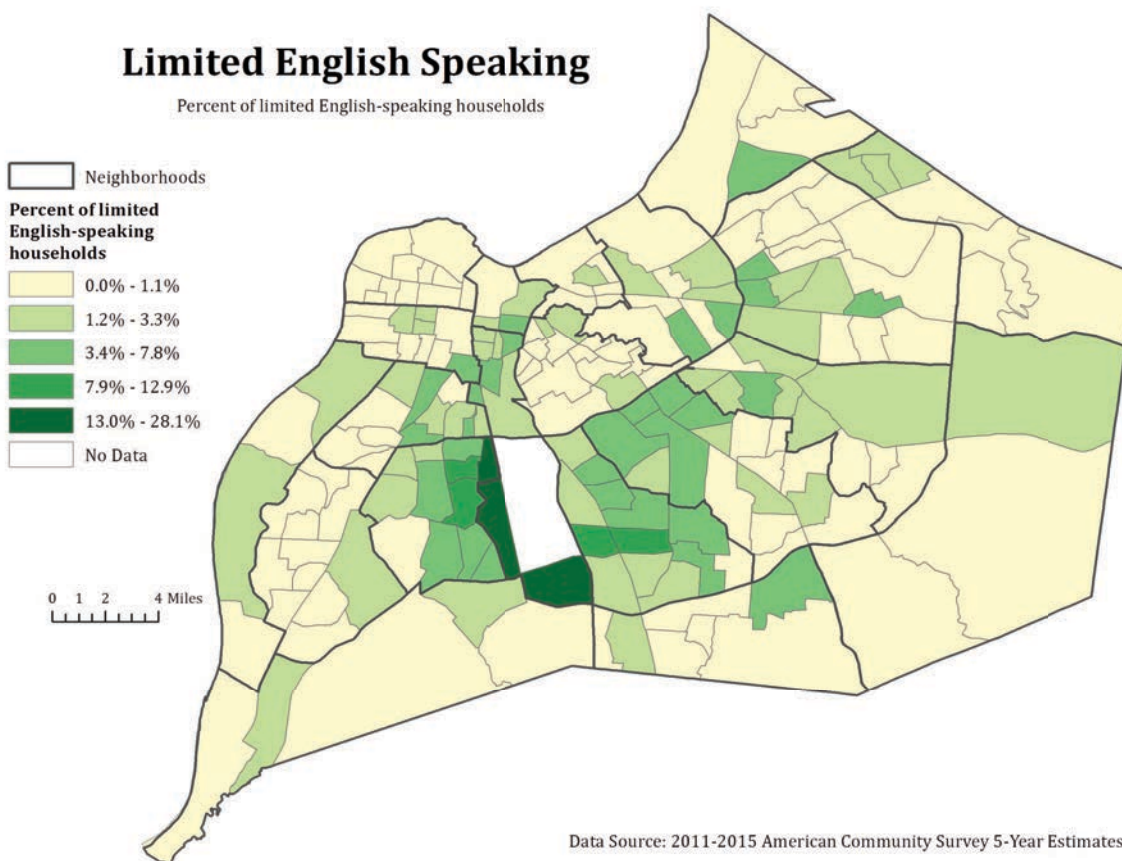 Limited English Speaking
Percent of limited English-speaking households
Neighborhoods
Percent of limited
English-speaking
households
0.0% - 1.1%
1.2% - 3.3%
3.4% - 7.8%
7.9% - 12.9%
13.0% - 28.1%
No Data
0 1 2 4 Miles
Data Source: 2011-2015 American Community Survey 5-Year Estimates